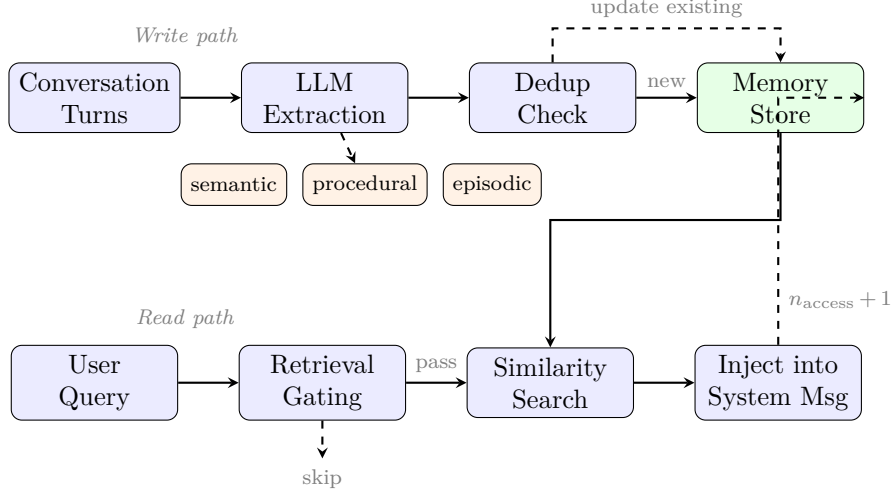 update existing
Write path
Conversation
Turns
LLM
Extraction
Dedup
Check
new
Memory
Store
semantic
procedural
episodic
n_access + 1
Read path
User
Query
Retrieval
Gating
pass
Similarity
Search
Inject into
System Msg
skip